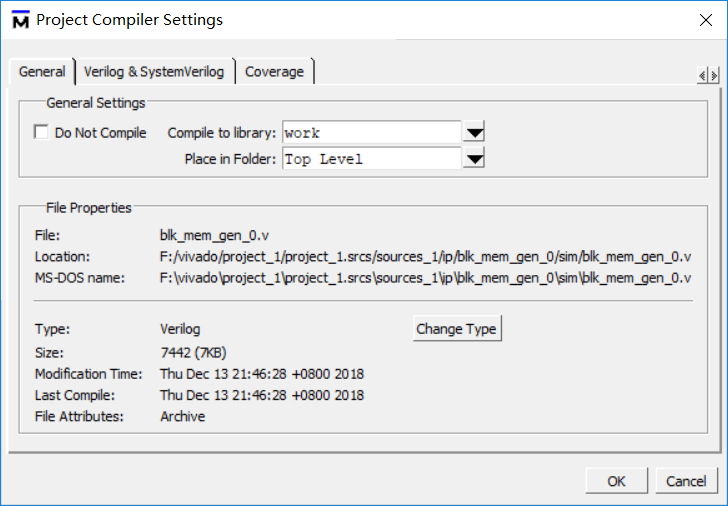 Project Compiler Settings
General Verilog & SystemVerilog Coverage
General Settings
Do Not Compile Compile to library: work
Place in Folder: Top Level
File Properties
File: blk_mem_gen_0.v
Location: F:/vivado/project_1/project_1.srcs/sources_1/ip/blk_mem_gen_0/sim/blk_mem_gen_0.v
MS-DOS name: F:\vivado\project_1\project_1.srcs\sources_1\ip\blk_mem_gen_0\sim\blk_mem_gen_0.v
Type: Verilog Change Type
Size: 7442 (7KB)
Modification Time: Thu Dec 13 21:46:28 +0800 2018
Last Compile: Thu Dec 13 21:46:28 +0800 2018
File Attributes: Archive
OK Cancel